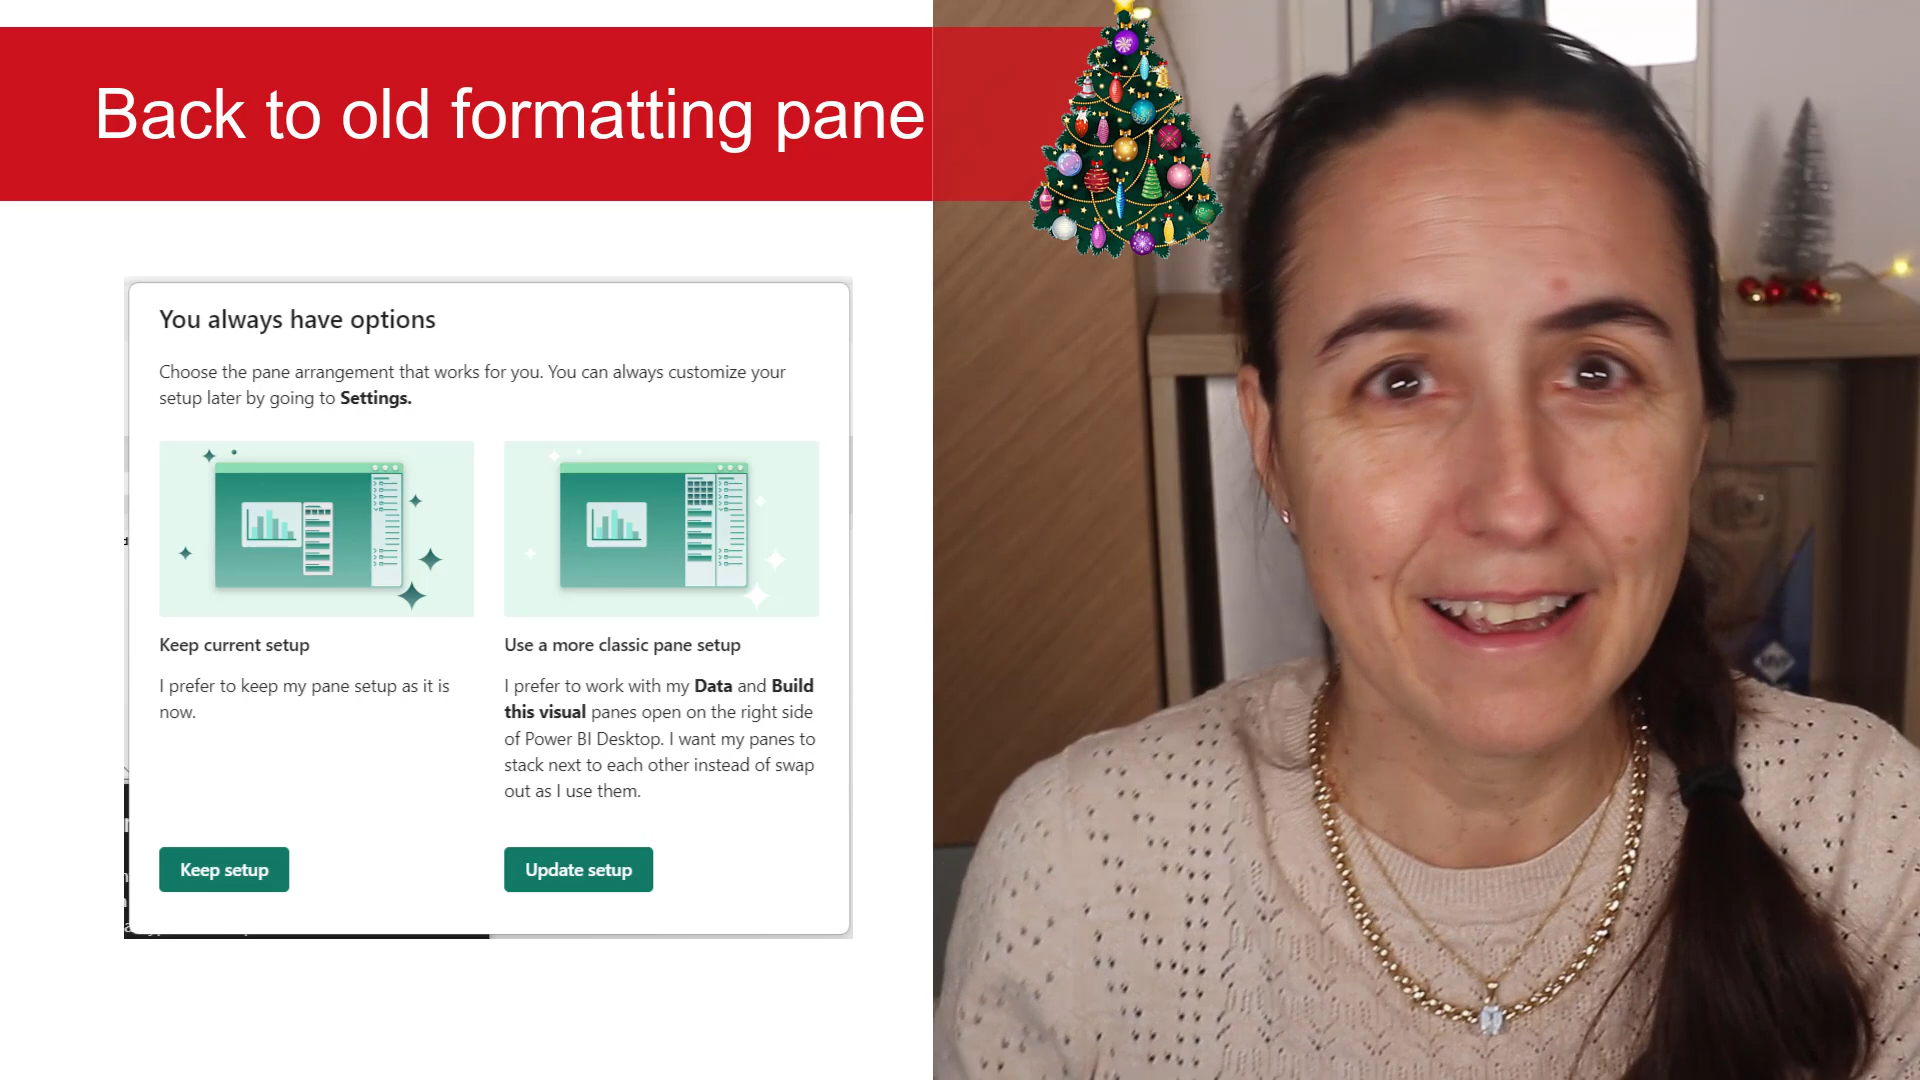 Back to old formatting pane
You always have options
Choose the pane arrangement that works for you. You can always customize your
setup later by going to Settings.
Keep current setup
I prefer to keep my pane setup as it is
now.
Keep setup
Use a more classic pane setup
I prefer to work with my Data and Build
this visual panes open on the right side
of Power BI Desktop. I want my panes to
stack next to each other instead of swap
out as I use them.
Update setup